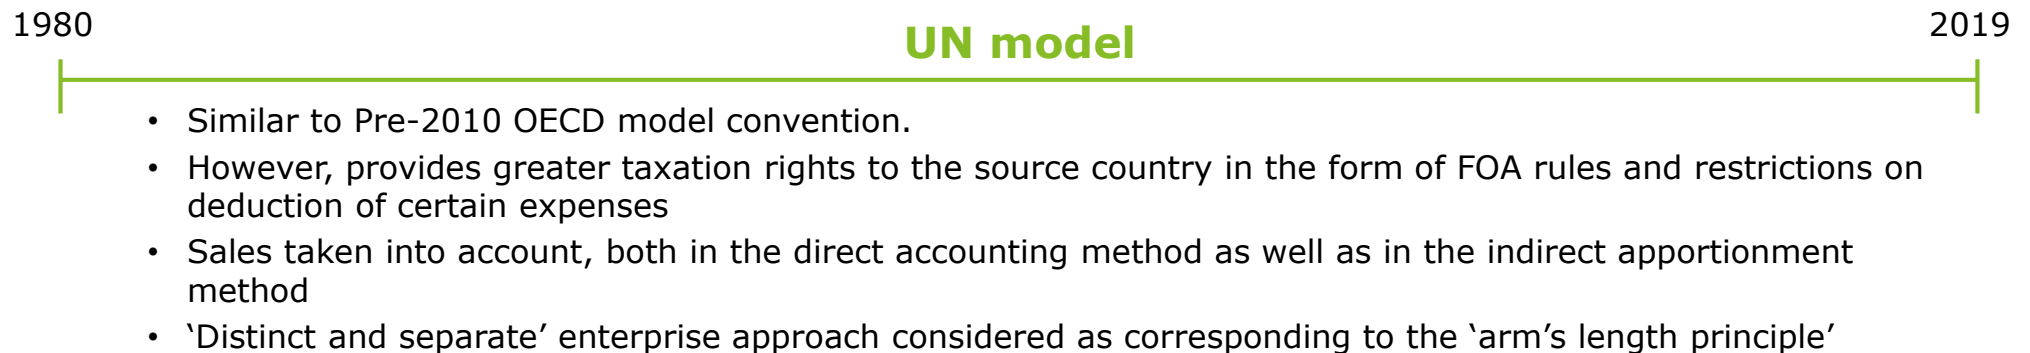 1980
UN model
2019
• Similar to Pre-2010 OECD model convention.
• However, provides greater taxation rights to the source country in the form of FOA rules and restrictions on
deduction of certain expenses
• Sales taken into account, both in the direct accounting method as well as in the indirect apportionment
method
• ‘Distinct and separate’ enterprise approach considered as corresponding to the ‘arm’s length principle’